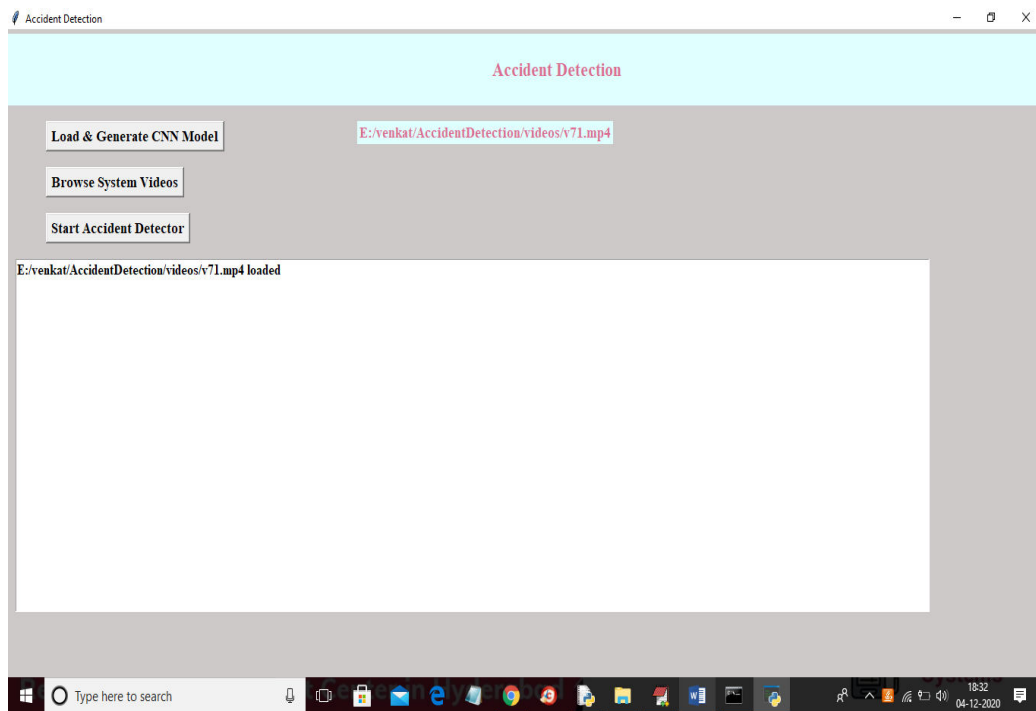 Accident Detection
Accident Detection
Load & Generate CNN Model
E:/venkat/AccidentDetection/videos/v71.mp4
Browse System Videos
Start Accident Detector
E:/venkat/AccidentDetection/videos/v71.mp4 loaded
Type here to search
18:32
04-12-2020